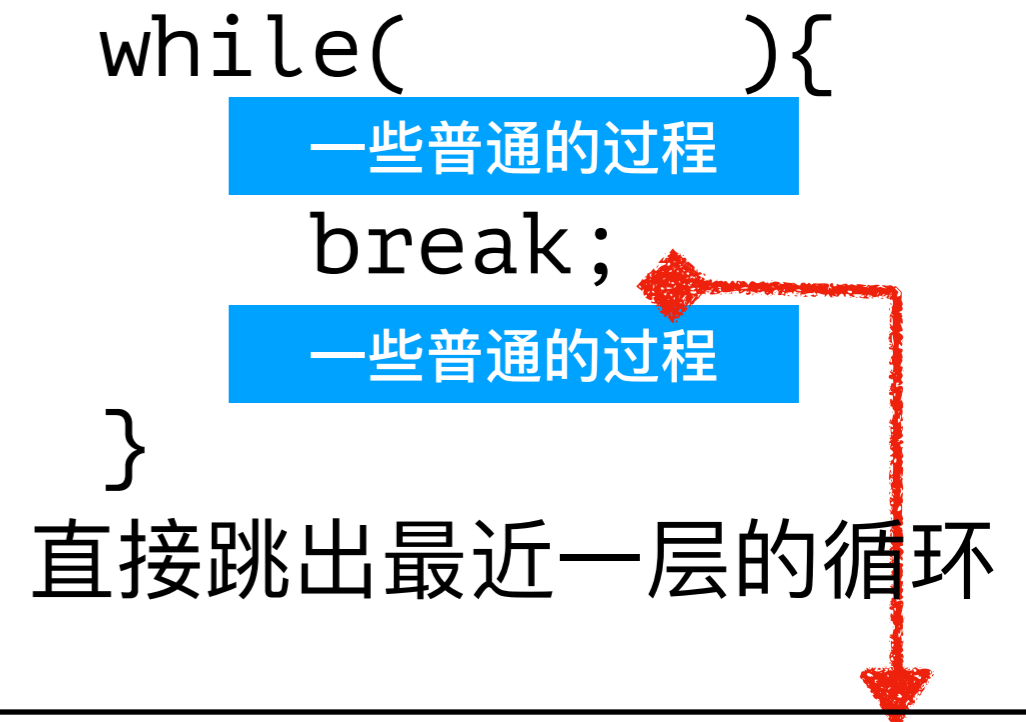 while( ){
一些普通的过程
break;
一些普通的过程
}
直接跳出最近一层的循环